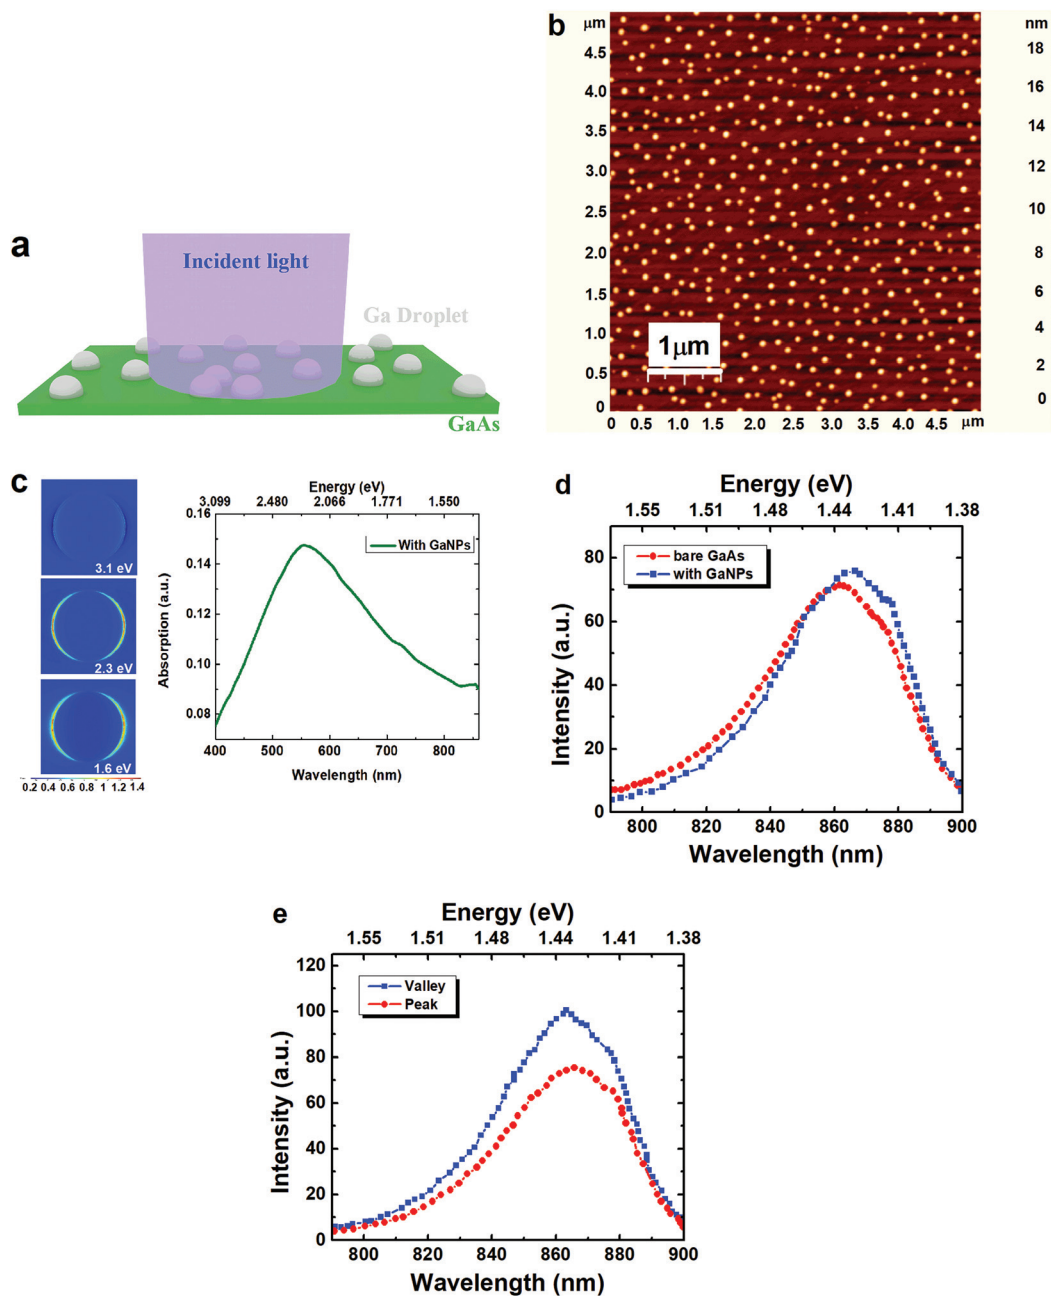 a
Incident light
Ga Droplet
GaAs
b
μm
4.5
4.0
3.5
3.0
2.5
2.0
1.5
1.0
0.5
0
0 0.5 1.0 1.5 2.0 2.5 3.0 3.5 4.0 4.5 μm
1μm
nm
18
16
14
12
10
8
6
4
2
0
c
3.1 eV
2.3 eV
1.6 eV
0.2 0.4 0.6 0.8 1 1.2 1.4
Energy (eV)
3.099 2.480 2.066 1.771 1.550
0.16
0.14
0.12
0.10
0.08
Absorption (a.u.)
With GaNPs
400 500 600 700 800
Wavelength (nm)
d
Energy (eV)
1.55 1.51 1.48 1.44 1.41 1.38
80
60
40
20
0
Intensity (a.u.)
bare GaAs
with GaNPs
800 820 840 860 880 900
Wavelength (nm)
e
Energy (eV)
1.55 1.51 1.48 1.44 1.41 1.38
120
100
80
60
40
20
0
Intensity (a.u.)
Valley
Peak
800 820 840 860 880 900
Wavelength (nm)